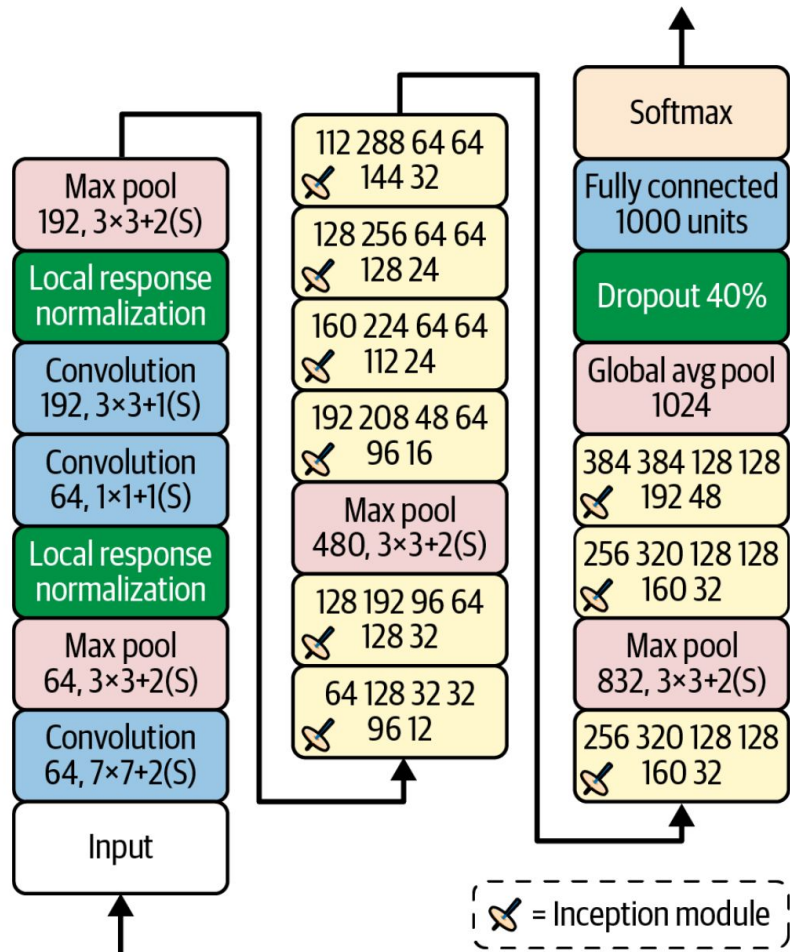 Max pool
192, 3×3+2(S)
Local response
normalization
Convolution
192, 3×3+1(S)
Convolution
64, 1×1+1(S)
Local response
normalization
Max pool
64, 3×3+2(S)
Convolution
64, 7×7+2(S)
Input
112 288 64 64
144 32
128 256 64 64
128 24
160 224 64 64
112 24
192 208 48 64
96 16
Max pool
480, 3×3+2(S)
128 192 96 64
128 32
64 128 32 32
96 12
Softmax
Fully connected
1000 units
Dropout 40%
Global avg pool
1024
384 384 128 128
192 48
256 320 128 128
160 32
Max pool
832, 3×3+2(S)
256 320 128 128
160 32
= Inception module